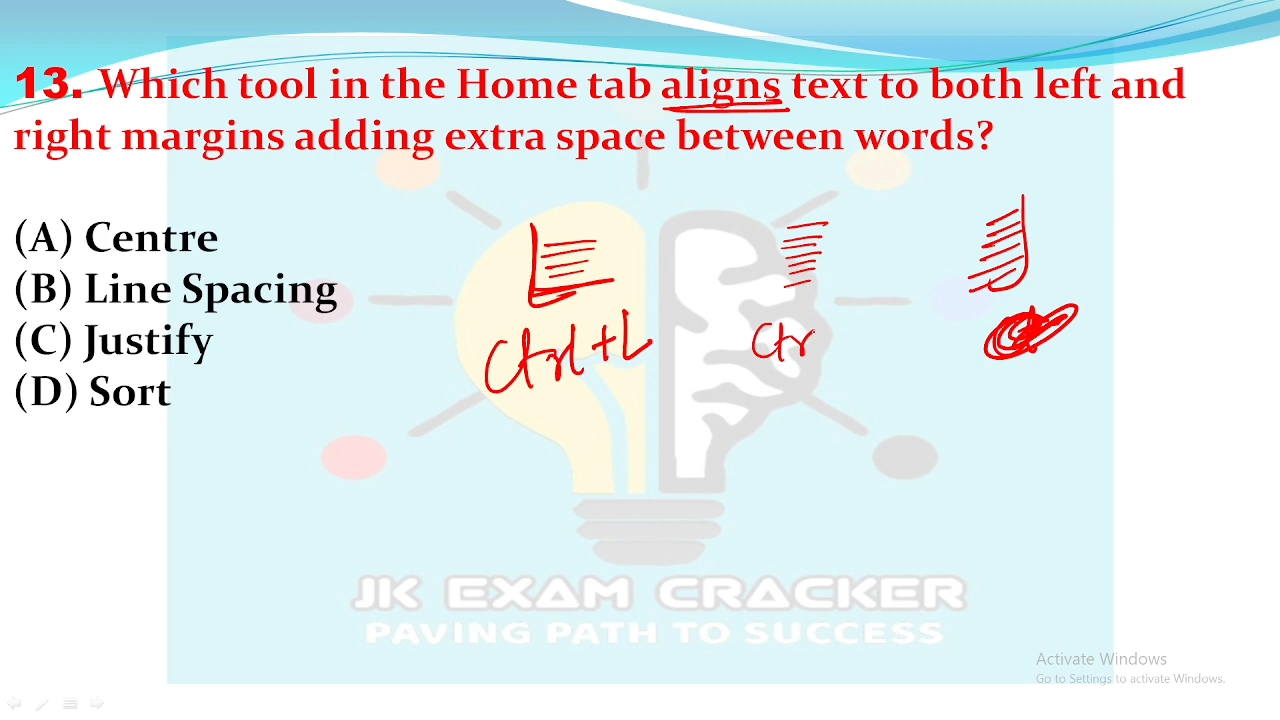 13. Which tool in the Home tab aligns text to both left and
right margins adding extra space between words?
(A) Centre
(B) Line Spacing
(C) Justify
(D) Sort
Ctrl+L
Ctr
JK EXAM CRACKER
PAVING PATH TO SUCCESS
Activate Windows
Go to Settings to activate Windows.